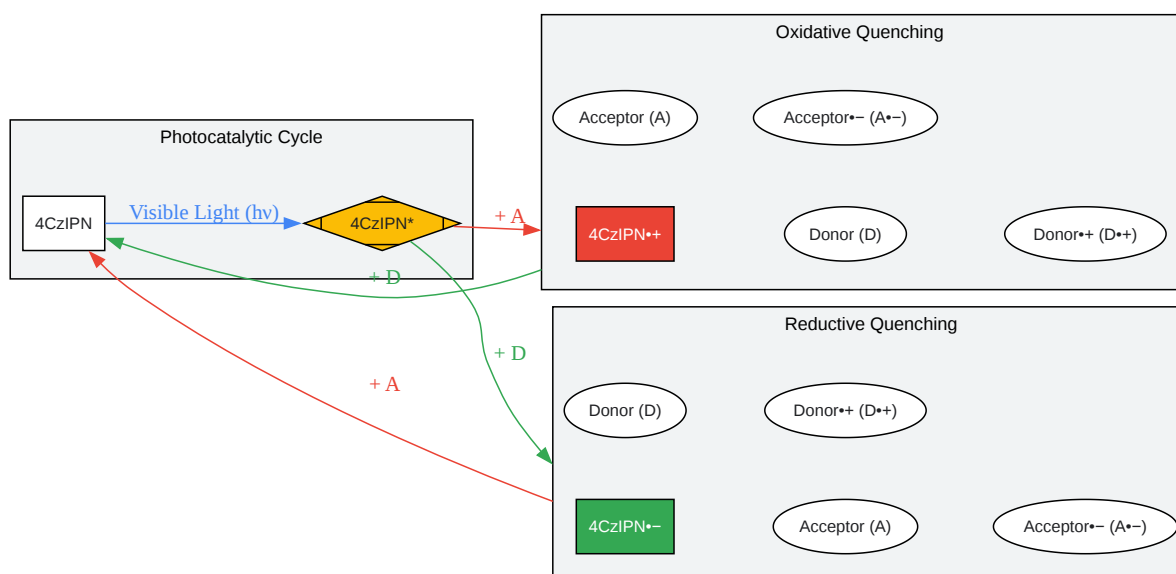 Oxidative Quenching
Acceptor (A)
Acceptor•− (A•−)
Photocatalytic Cycle
4CzIPN
Visible Light (hν)
4CzIPN*
+ A
4CzIPN•+
Donor (D)
Donor•+ (D•+)
+ D
Reductive Quenching
+ D
+ A
Donor (D)
Donor•+ (D•+)
4CzIPN•−
Acceptor (A)
Acceptor•− (A•−)